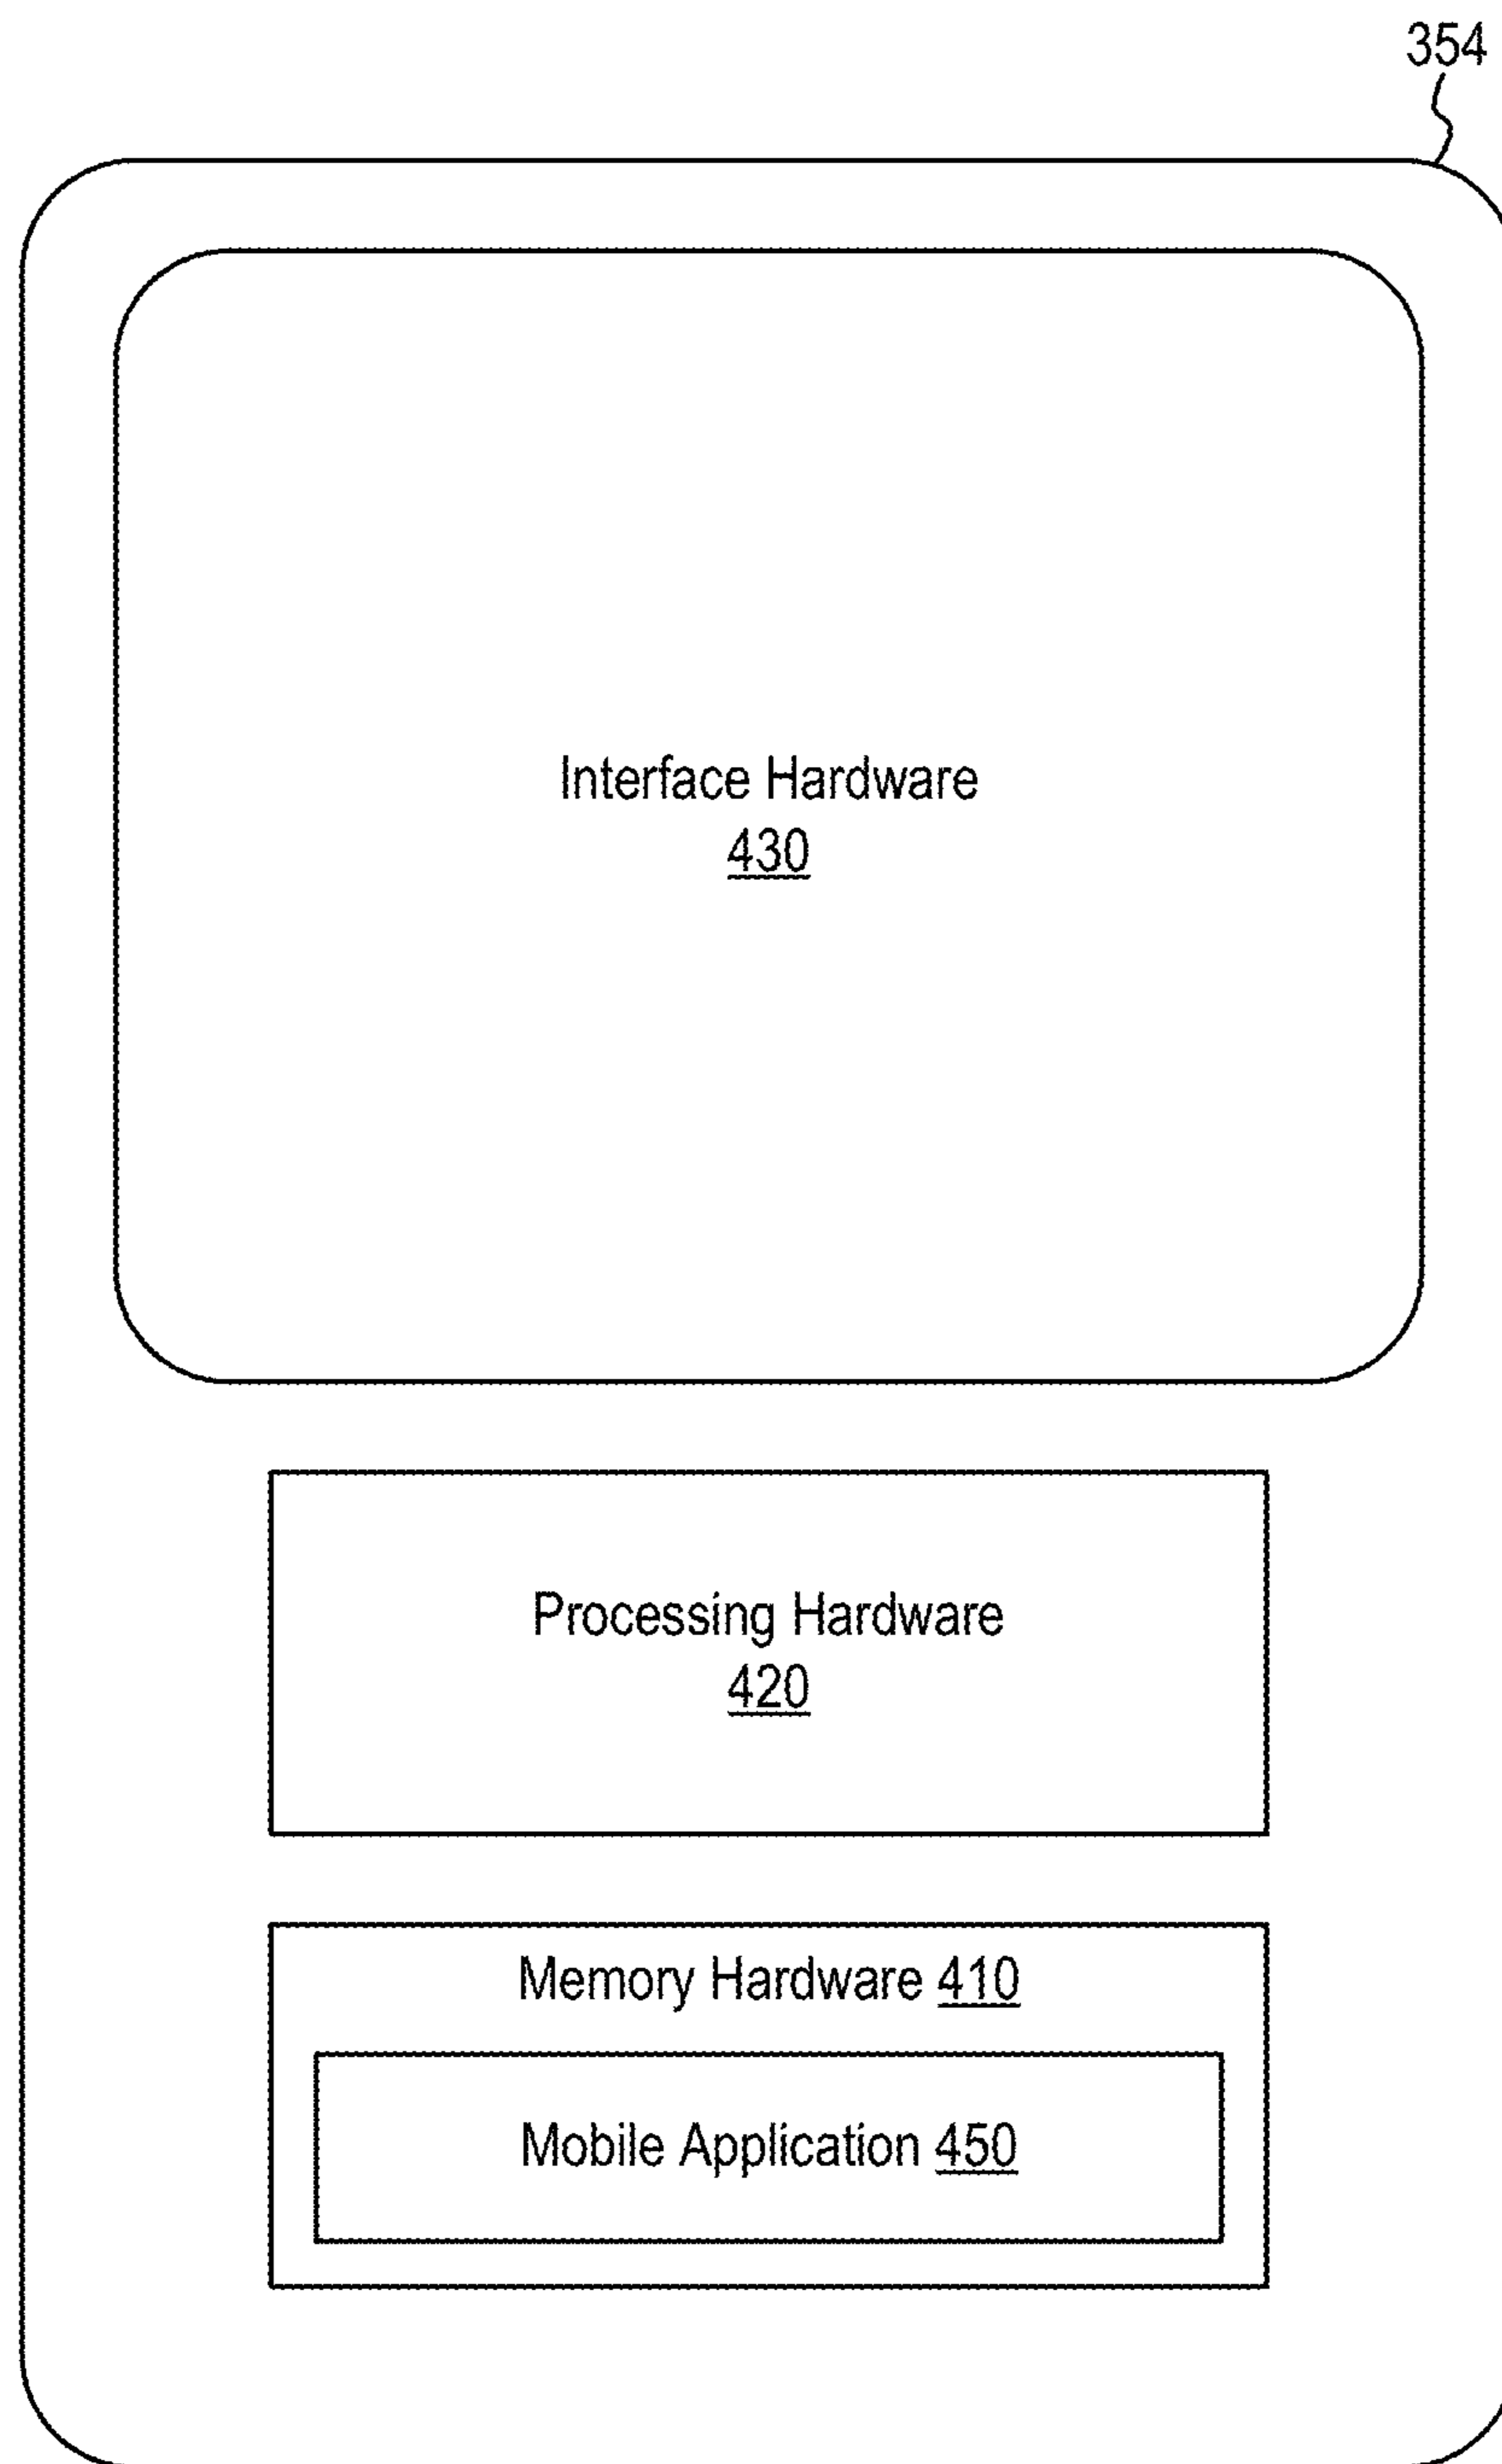 354
Interface Hardware
430
Processing Hardware
420
Memory Hardware 410
Mobile Application 450